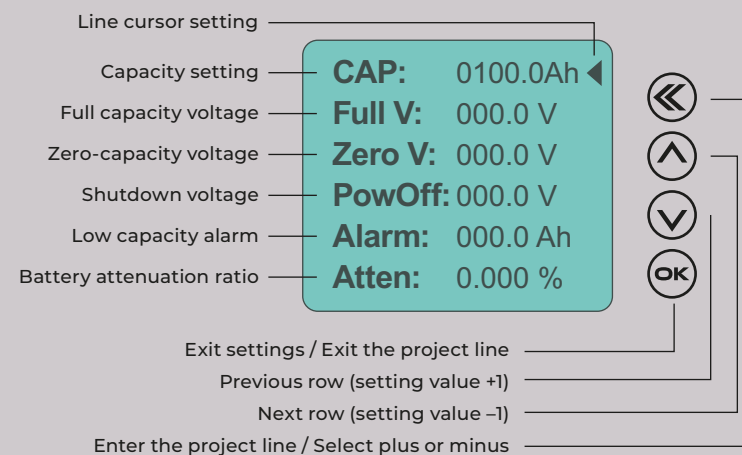 Line cursor setting
Capacity setting
CAP: 0100.0Ah
Full capacity voltage
Full V: 000.0 V
Zero-capacity voltage
Zero V: 000.0 V
Shutdown voltage
PowOff: 000.0 V
Low capacity alarm
Alarm: 000.0 Ah
Battery attenuation ratio
Atten: 0.000 %
OK
Exit settings / Exit the project line
Previous row (setting value +1)
Next row (setting value –1)
Enter the project line / Select plus or minus